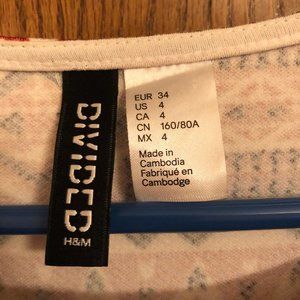 DIVIDED
H&M
EUR 34
US 4
CA 4
CN 160/80A
MX 4
Made in
Cambodia
Fabriqué en
Cambodge